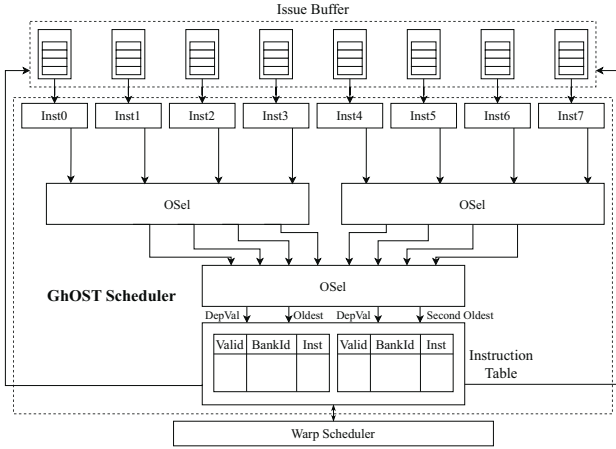 Issue Buffer
Inst0 Inst1 Inst2 Inst3 Inst4 Inst5 Inst6 Inst7
OSel OSel
OSel
GhOST Scheduler
DepVal Oldest DepVal Second Oldest
Valid BankId Inst Valid BankId Inst
Instruction
Table
Warp Scheduler